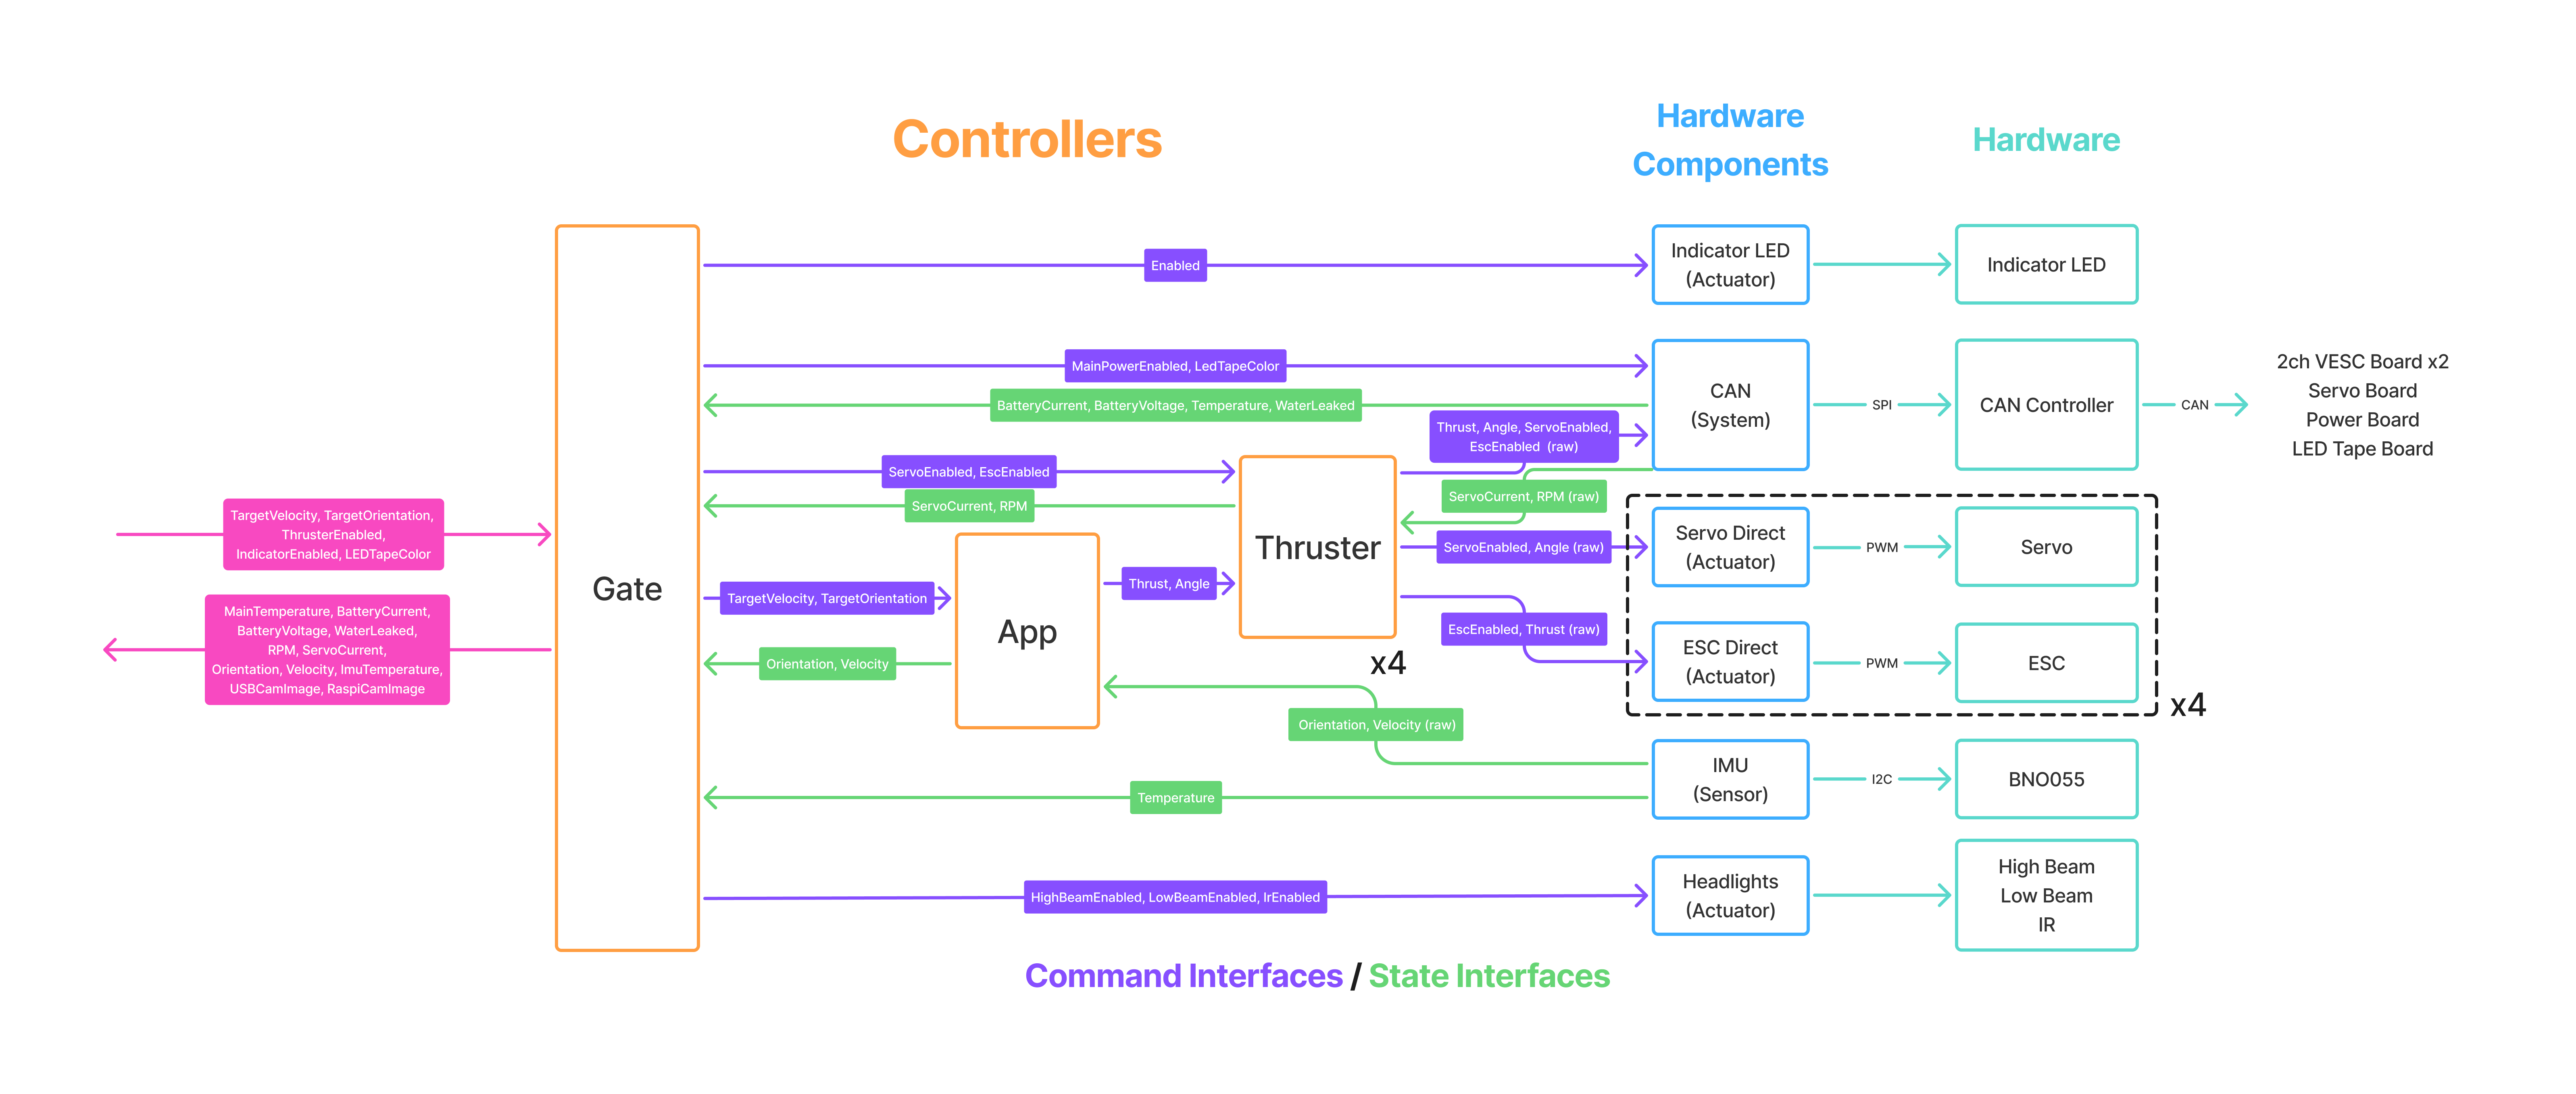 Controllers
Hardware
Components
Hardware
Gate
Enabled
Indicator LED
(Actuator)
Indicator LED
MainPowerEnabled, LedTapeColor
BatteryCurrent, BatteryVoltage, Temperature, WaterLeaked
CAN
(System)
SPI
CAN Controller
CAN
2ch VESC Board x2
Servo Board
Power Board
LED Tape Board
Thrust, Angle, ServoEnabled,
EscEnabled (raw)
ServoEnabled, EscEnabled
ServoCurrent, RPM
ServoCurrent, RPM (raw)
TargetVelocity, TargetOrientation,
ThrusterEnabled,
IndicatorEnabled, LEDTapeColor
MainTemperature, BatteryCurrent,
BatteryVoltage, WaterLeaked,
RPM, ServoCurrent,
Orientation, Velocity, ImuTemperature,
USBCamImage, RaspiCamImage
TargetVelocity, TargetOrientation
App
Orientation, Velocity
Thrust, Angle
Thruster
x4
ServoEnabled, Angle (raw)
Servo Direct
(Actuator)
PWM
Servo
EscEnabled, Thrust (raw)
ESC Direct
(Actuator)
PWM
ESC
x4
Orientation, Velocity (raw)
Temperature
IMU
(Sensor)
I2C
BNO055
HighBeamEnabled, LowBeamEnabled, IrEnabled
Headlights
(Actuator)
High Beam
Low Beam
IR
Command Interfaces / State Interfaces